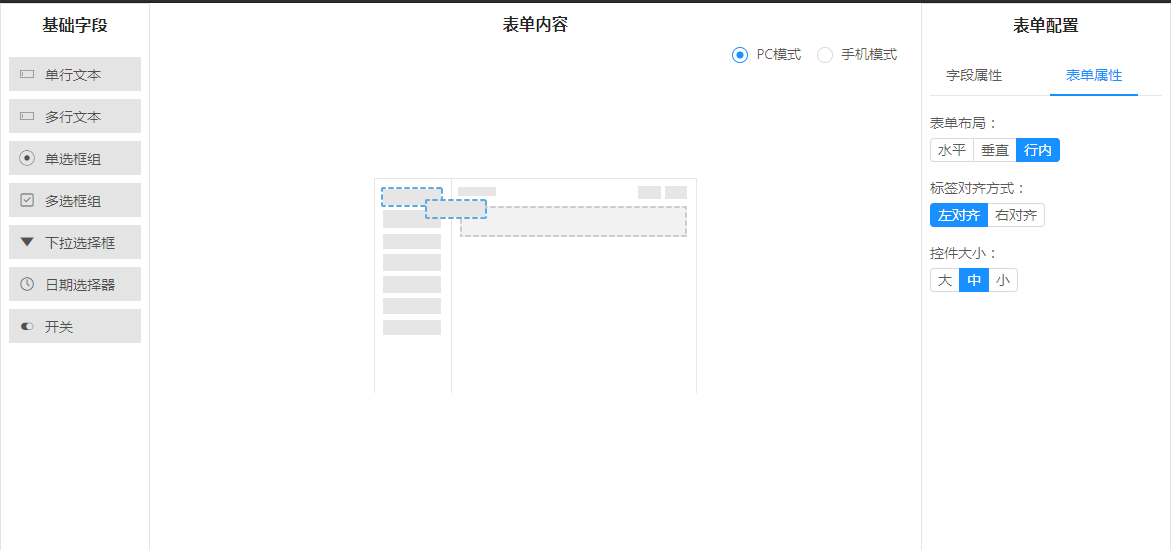 基础字段
单行文本
多行文本
单选框组
多选框组
下拉选择框
日期选择器
开关
表单内容
PC模式 手机模式
表单配置
字段属性 表单属性
表单布局：
水平 垂直 行内
标签对齐方式：
左对齐 右对齐
控件大小：
大 中 小